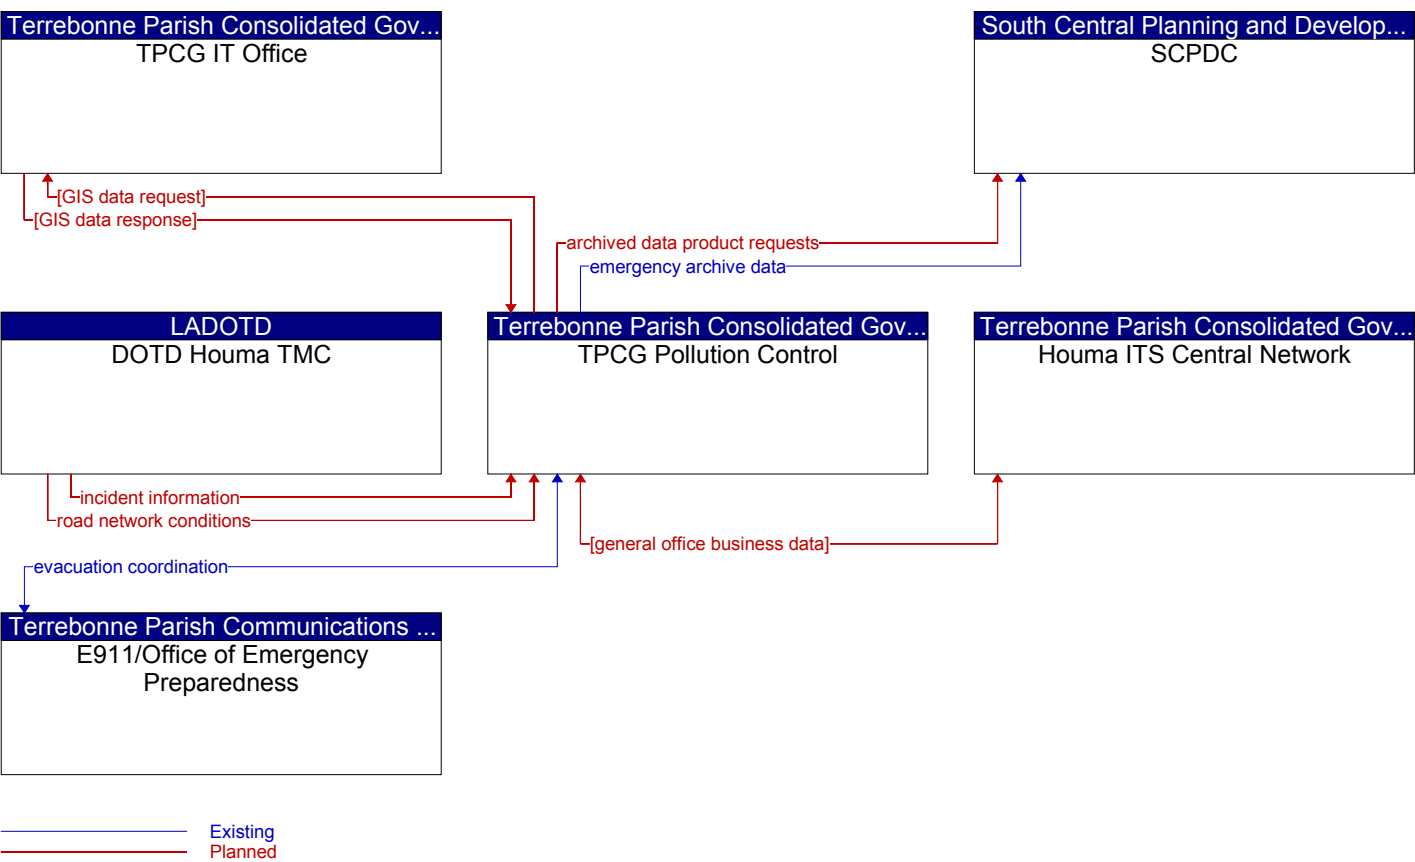 Terrebonne Parish Consolidated Gov...
TPCG IT Office
South Central Planning and Develop...
SCPDC
[GIS data request]
[GIS data response]
archived data product requests
emergency archive data
LADOTD
DOTD Houma TMC
Terrebonne Parish Consolidated Gov...
TPCG Pollution Control
Terrebonne Parish Consolidated Gov...
Houma ITS Central Network
incident information
road network conditions
[general office business data]
evacuation coordination
Terrebonne Parish Communications ...
E911/Office of Emergency
Preparedness
Existing
Planned